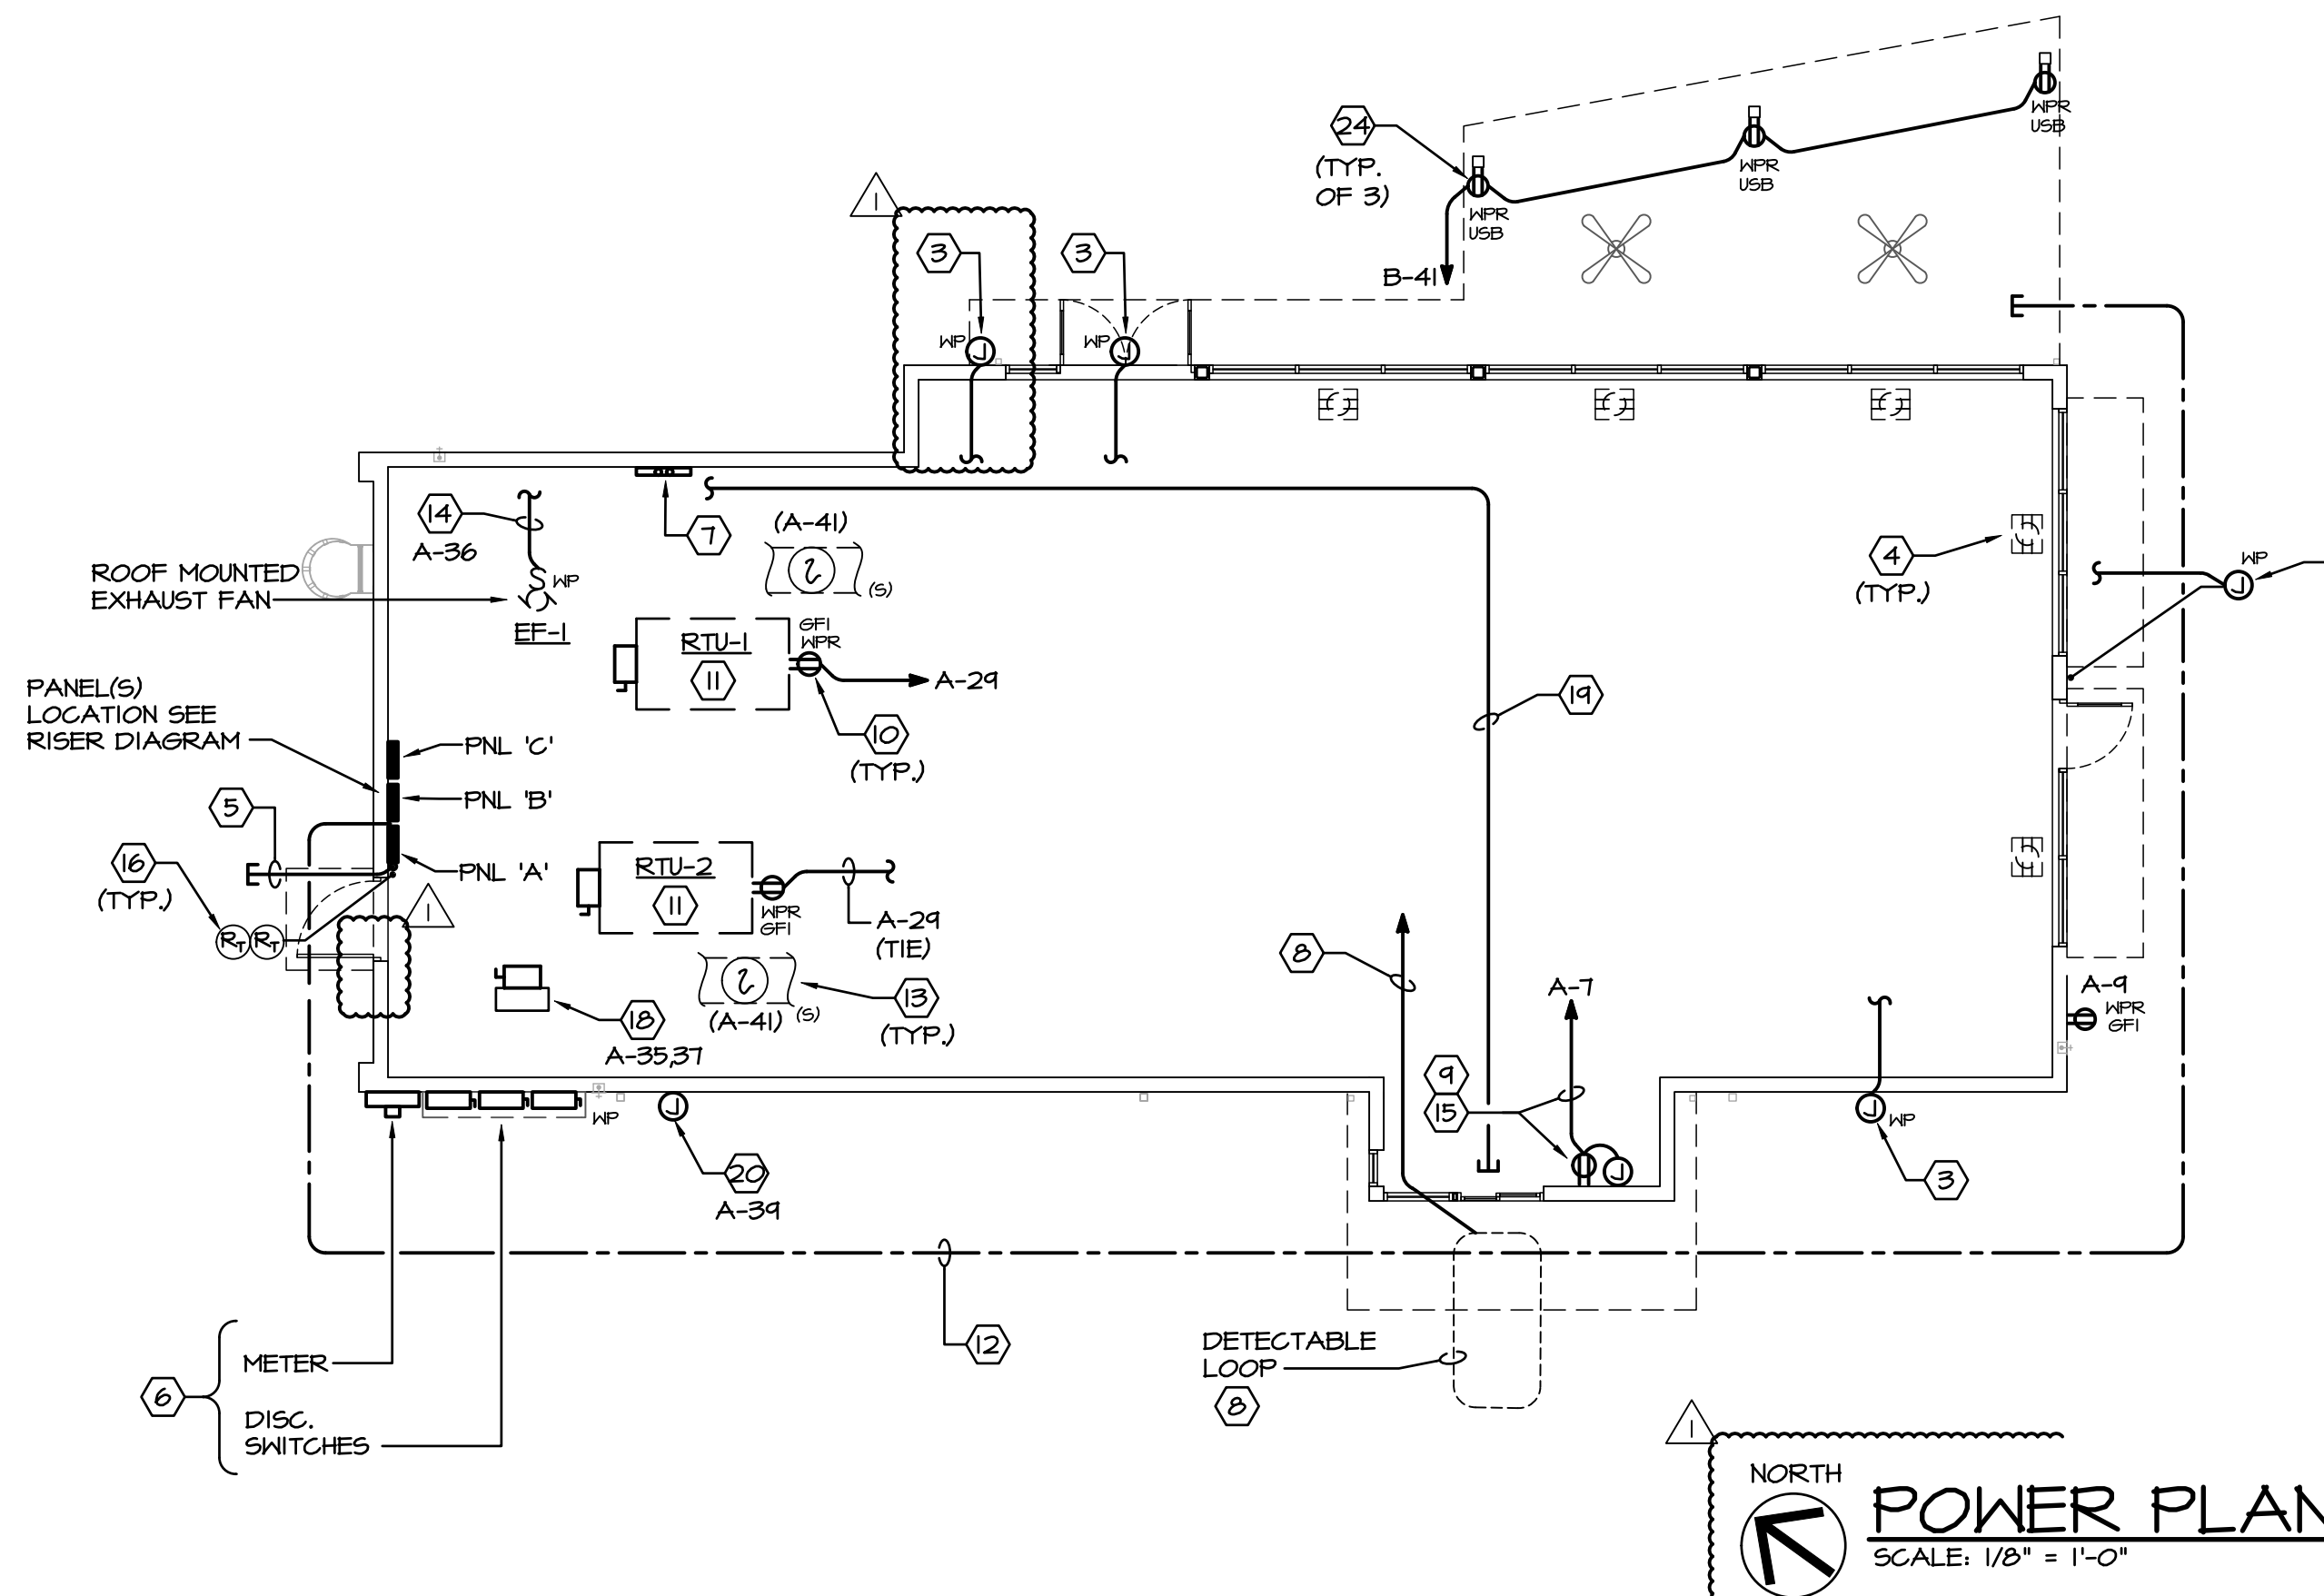 WPR
USB
24
(TYP.
OF 3)
WPR
USB
1
WPR
USB
3
3
B-41
WP
WP
14
A-36
7
(A-41)
4
(TYP.)
WP
ROOF MOUNTED
EXHAUST FAN
WP
(S)
EF-1
GFI
WPR
RTU-1
11
A-29
19
PANEL(S)
LOCATION SEE
RISER DIAGRAM
PNL 'C'
10
(TYP.)
PNL 'B'
5
16
(TYP.)
PNL 'A'
RTU-2
11
1
WPR
GFI
A-29
(TIE)
RT
RT
8
A-7
A-9
WPR
GFI
18
A-35,37
(A-41)
(S)
13
(TYP.)
9
15
J
WP
J
WP
J
20
A-39
3
12
DETECTABLE
LOOP
8
METER
6
DISC.
SWITCHES
1
NORTH
POWER PLAN
SCALE: 1/8" = 1'-0"